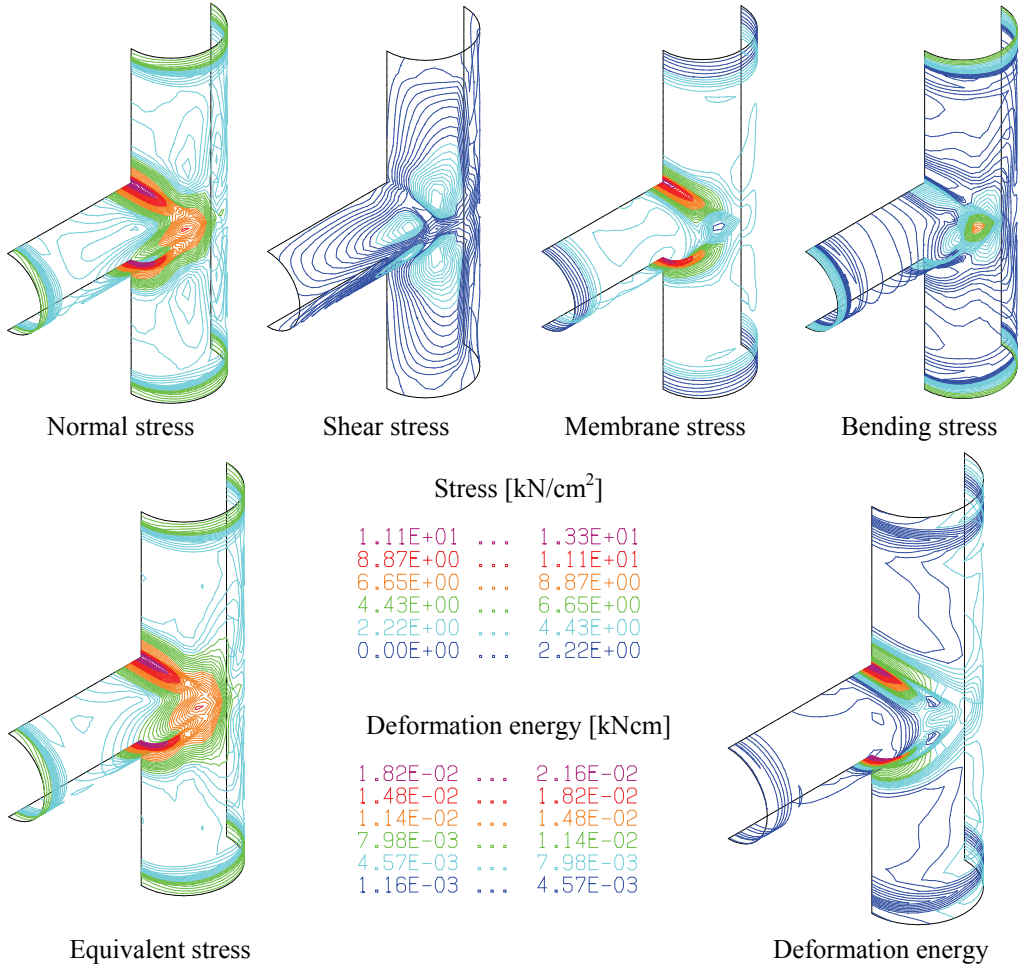 Normal stress Shear stress Membrane stress Bending stress
Stress [kN/cm²]
1.11E+01 ... 1.33E+01
8.87E+00 ... 1.11E+01
6.65E+00 ... 8.87E+00
4.43E+00 ... 6.65E+00
2.22E+00 ... 4.43E+00
0.00E+00 ... 2.22E+00
Deformation energy [kNcm]
1.82E-02 ... 2.16E-02
1.48E-02 ... 1.82E-02
1.14E-02 ... 1.48E-02
7.98E-03 ... 1.14E-02
4.57E-03 ... 7.98E-03
1.16E-03 ... 4.57E-03
Equivalent stress Deformation energy